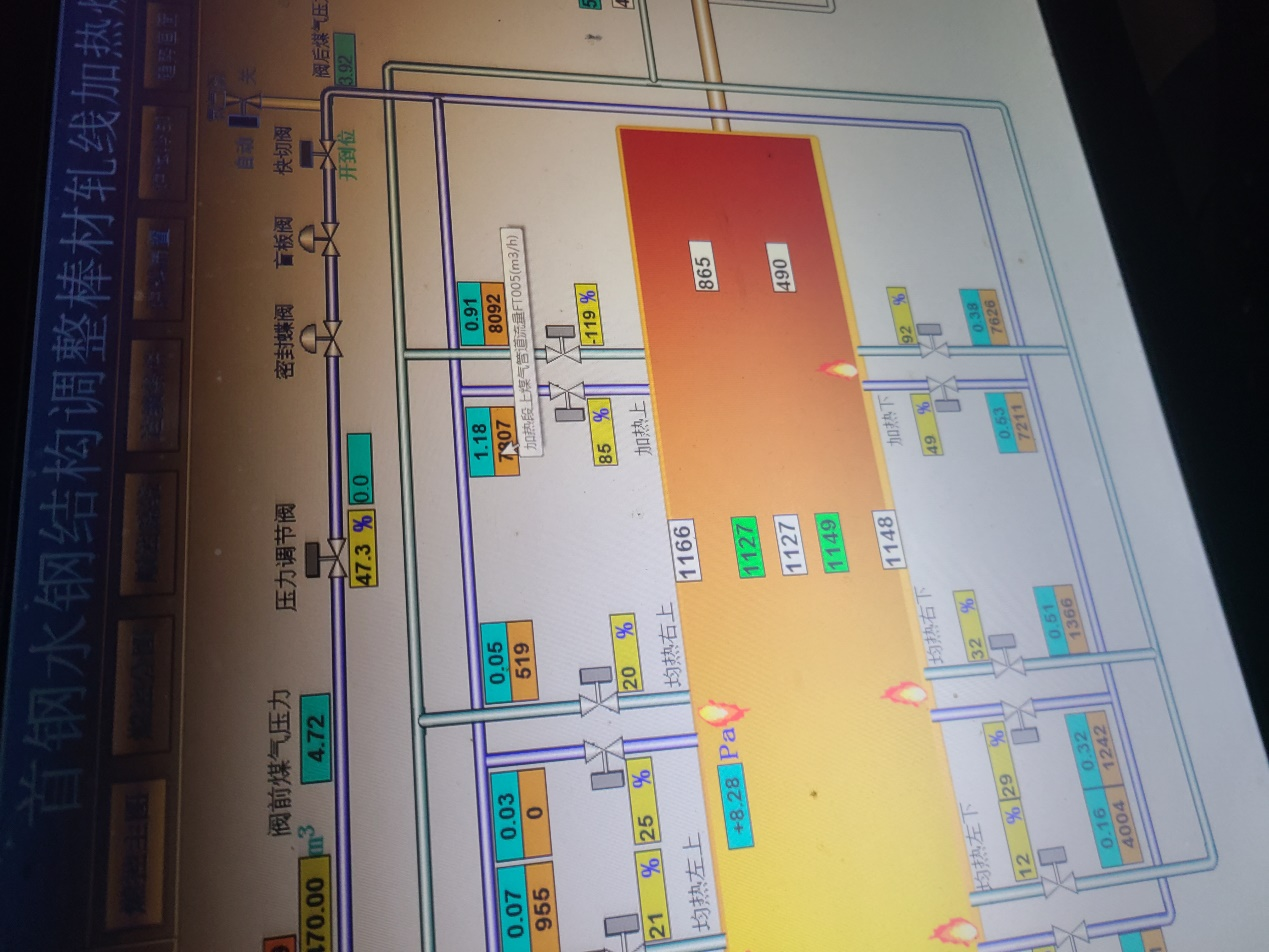 首钢水钢结构调整棒材轧线加热
阀前煤气压力
4.72
m³
压力调节阀
47.3 %
0.0
密封蝶阀
盲板阀
快切阀
开到位
自动
关
阀后煤气压
3.92
0.07
955
0.03
0
0.05
519
1.18
0.91
8092
加热段上煤气管道流量FT005(m3/h)
21 %
25 %
20 %
85 %
-119 %
均热左上
均热右上
加热上
+8.28 Pa
1166
1127
1127
1149
1148
865
490
均热左下
均热右下
加热下
12 %
29 %
32 %
49 %
92 %
0.16
4004
0.32
1242
0.51
1366
0.53
7211
0.38
7626